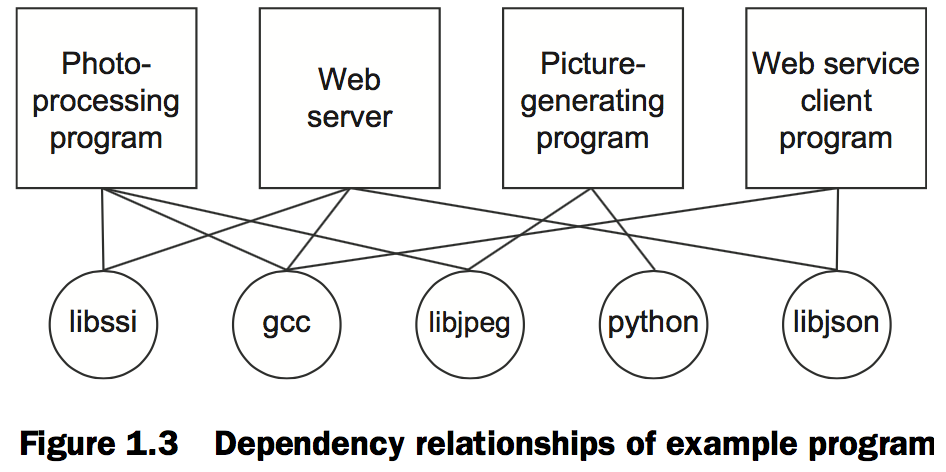 Photo-
processing
program
Web
server
Picture-
generating
program
Web service
client
program
libssi
gcc
libjpeg
python
libjson
Figure 1.3 Dependency relationships of example program